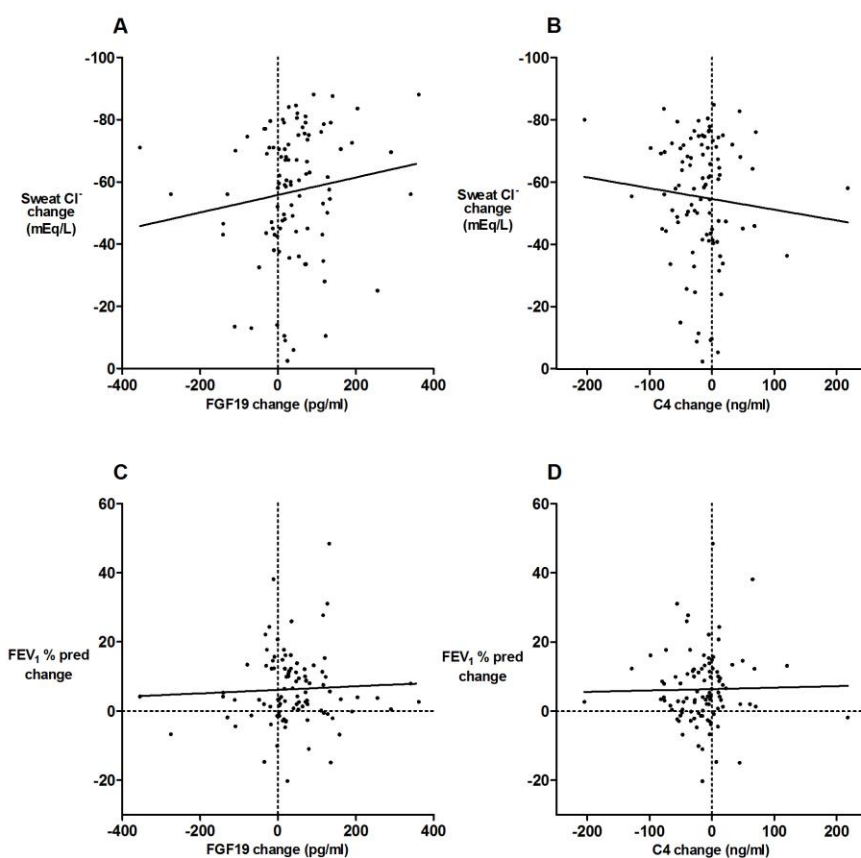 A
-100
-80
-60
-40
-20
0
Sweat Cl⁻
change
(mEq/L)
-400 -200 0 200 400
FGF19 change (pg/ml)
B
-100
-80
-60
-40
-20
0
Sweat Cl⁻
change
(mEq/L)
-200 -100 0 100 200
C4 change (ng/ml)
C
60
40
20
0
-20
FEV₁ % pred
change
-400 -200 0 200 400
FGF19 change (pg/ml)
D
60
40
20
0
-20
FEV₁ % pred
change
-200 -100 0 100 200
C4 change (ng/ml)